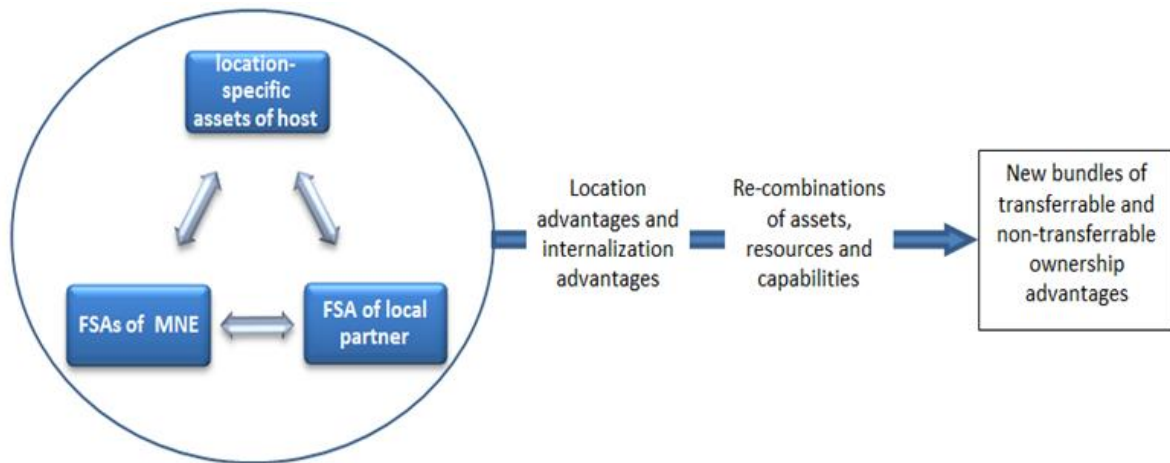 location-
specific
assets of host
FSAs of MNE
FSA of local
partner
Location
advantages and
internalization
advantages
Re-combinations
of assets,
resources and
capabilities
New bundles of
transferrable and
non-transferrable
ownership
advantages